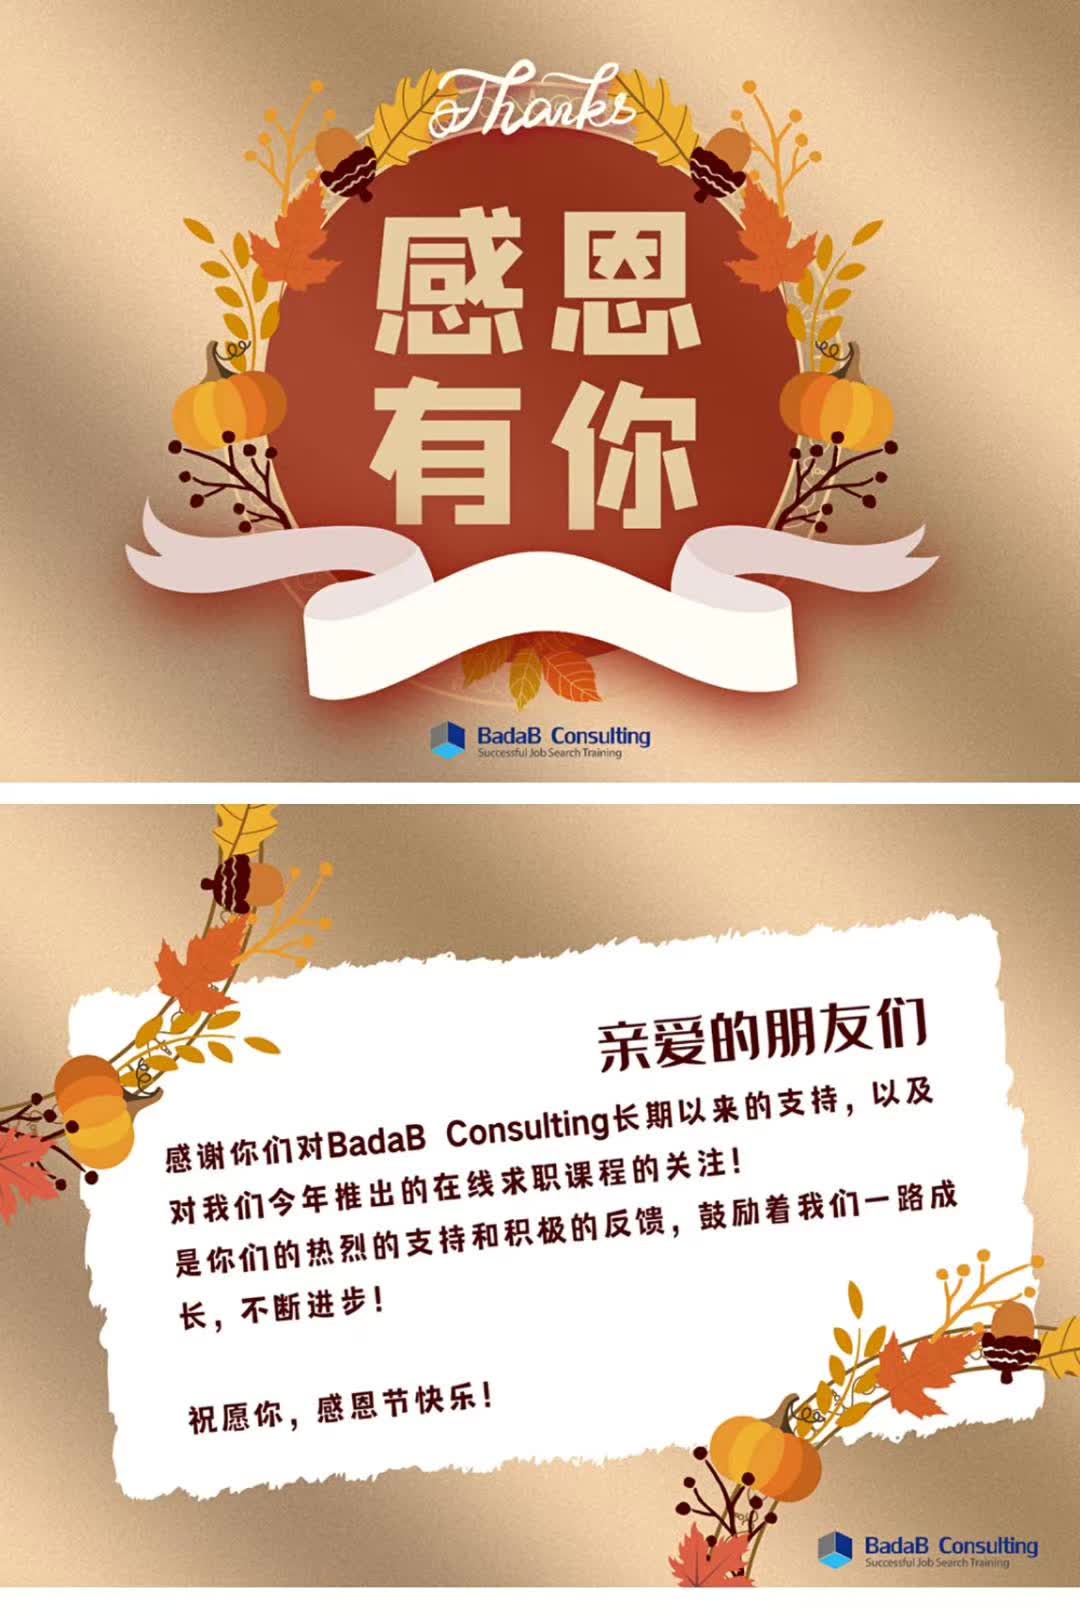 Thanks
感恩
有你
BadaB Consulting
Successful Job Search Training
亲爱的朋友们
感谢你们对BadaB Consulting长期以来的支持，以及
对我们今年推出的在线求职课程的关注！
是你们的热烈的支持和积极的反馈，鼓励着我们一路成
长，不断进步！
祝愿你，感恩节快乐！
BadaB Consulting
Successful Job Search Training